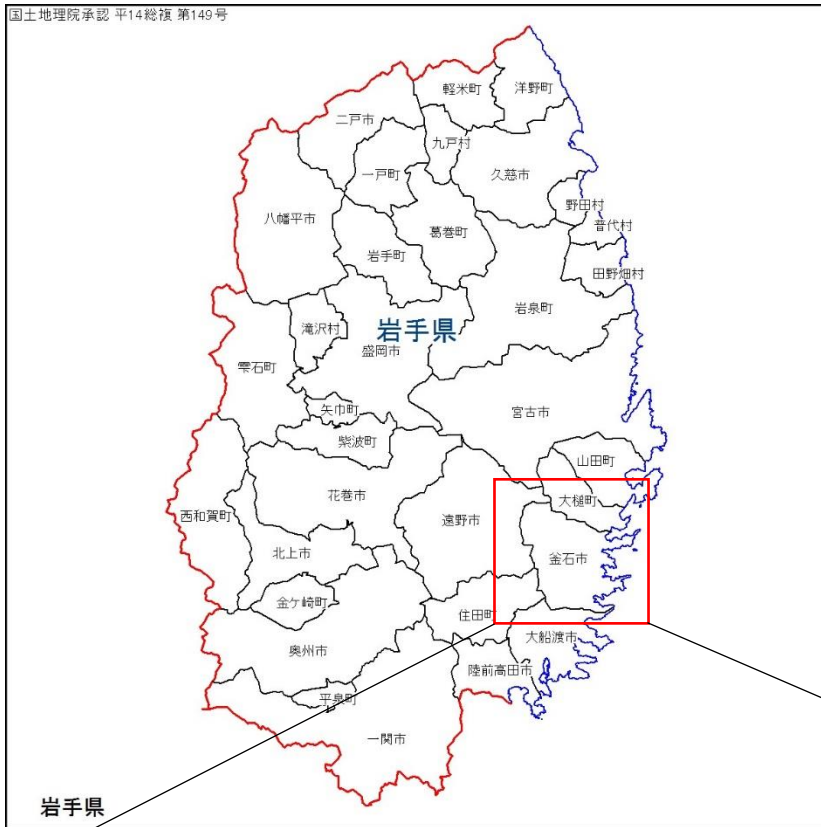 国土地理院承認 平14総複 第149号
軽米町
洋野町
二戸市
九戸村
一戸町
久慈市
野田村
八幡平市
普代村
葛巻町
岩手町
田野畑村
岩泉町
滝沢村
岩手県
盛岡市
雫石町
宮古市
矢巾町
紫波町
山田町
花巻市
大槌町
西和賀町
遠野市
北上市
釜石市
金ケ崎町
住田町
大船渡市
奥州市
陸前高田市
平泉町
一関市
岩手県